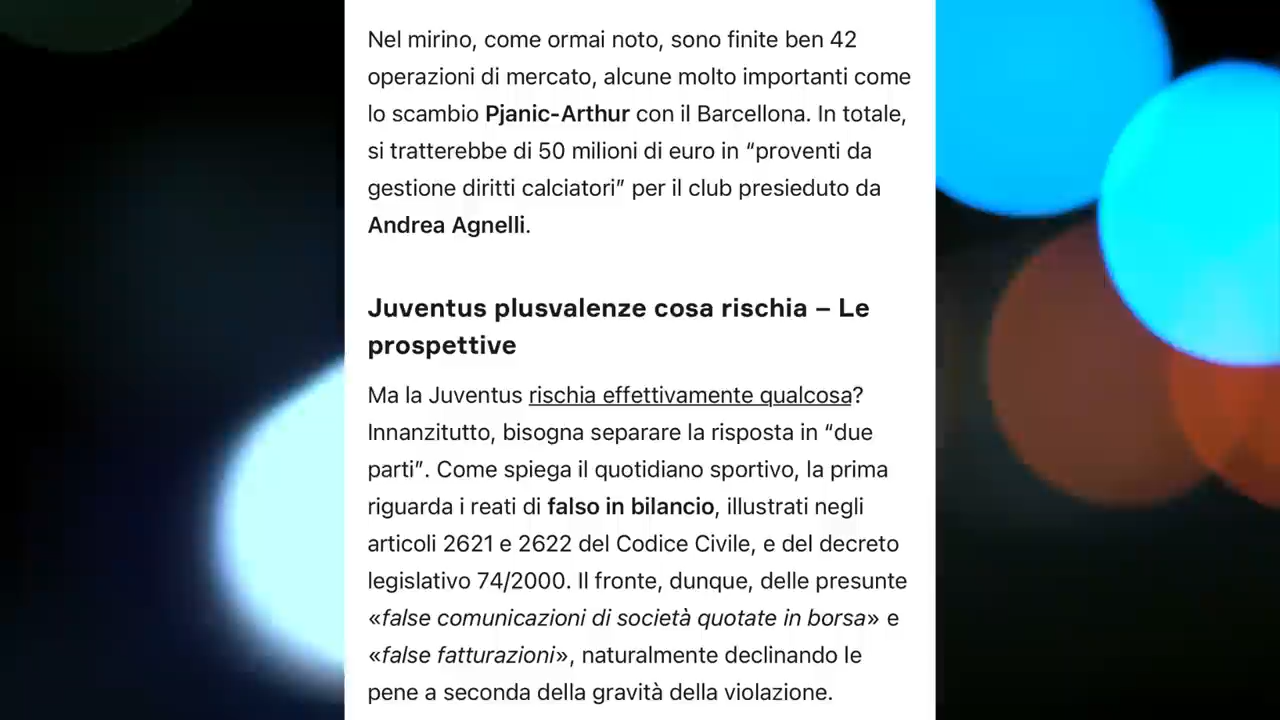 Nel mirino, come ormai noto, sono finite ben 42
operazioni di mercato, alcune molto importanti come
lo scambio Pjanic-Arthur con il Barcellona. In totale,
si tratterebbe di 50 milioni di euro in “proventi da
gestione diritti calciatori” per il club presieduto da
Andrea Agnelli.
Juventus plusvalenze cosa rischia – Le
prospettive
Ma la Juventus rischia effettivamente qualcosa?
Innanzitutto, bisogna separare la risposta in “due
parti”. Come spiega il quotidiano sportivo, la prima
riguarda i reati di falso in bilancio, illustrati negli
articoli 2621 e 2622 del Codice Civile, e del decreto
legislativo 74/2000. Il fronte, dunque, delle presunte
«false comunicazioni di società quotate in borsa» e
«false fatturazioni», naturalmente declinando le
pene a seconda della gravità della violazione.